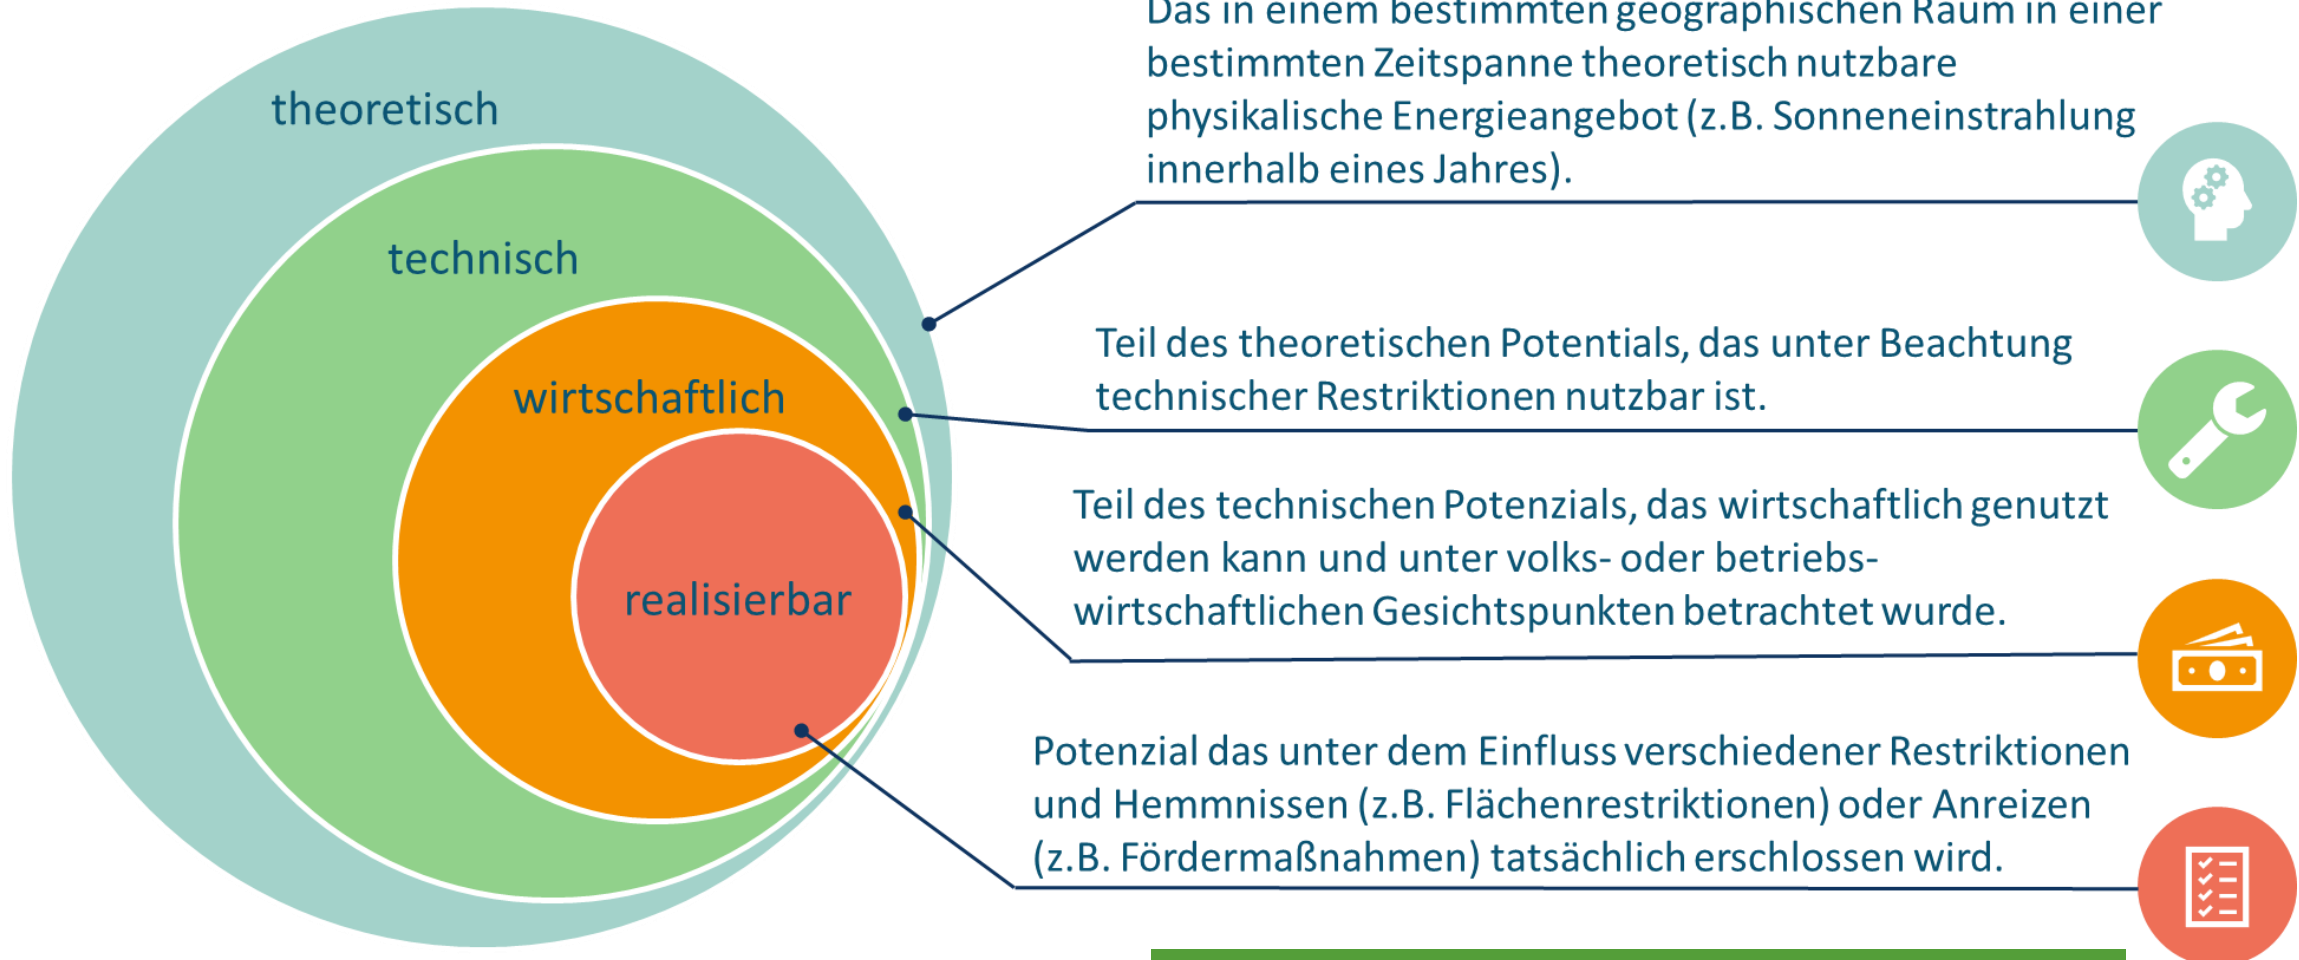 theoretisch
technisch
wirtschaftlich
realisierbar
Das in einem bestimmten geographischen Raum in einer
bestimmten Zeitspanne theoretisch nutzbare
physikalische Energieangebot (z.B. Sonneneinstrahlung
innerhalb eines Jahres).
Teil des theoretischen Potentials, das unter Beachtung
technischer Restriktionen nutzbar ist.
Teil des technischen Potenzials, das wirtschaftlich genutzt
werden kann und unter volks- oder betriebs-
wirtschaftlichen Gesichtspunkten betrachtet wurde.
Potenzial das unter dem Einfluss verschiedener Restriktionen
und Hemmnissen (z.B. Flächenrestriktionen) oder Anreizen
(z.B. Fördermaßnahmen) tatsächlich erschlossen wird.